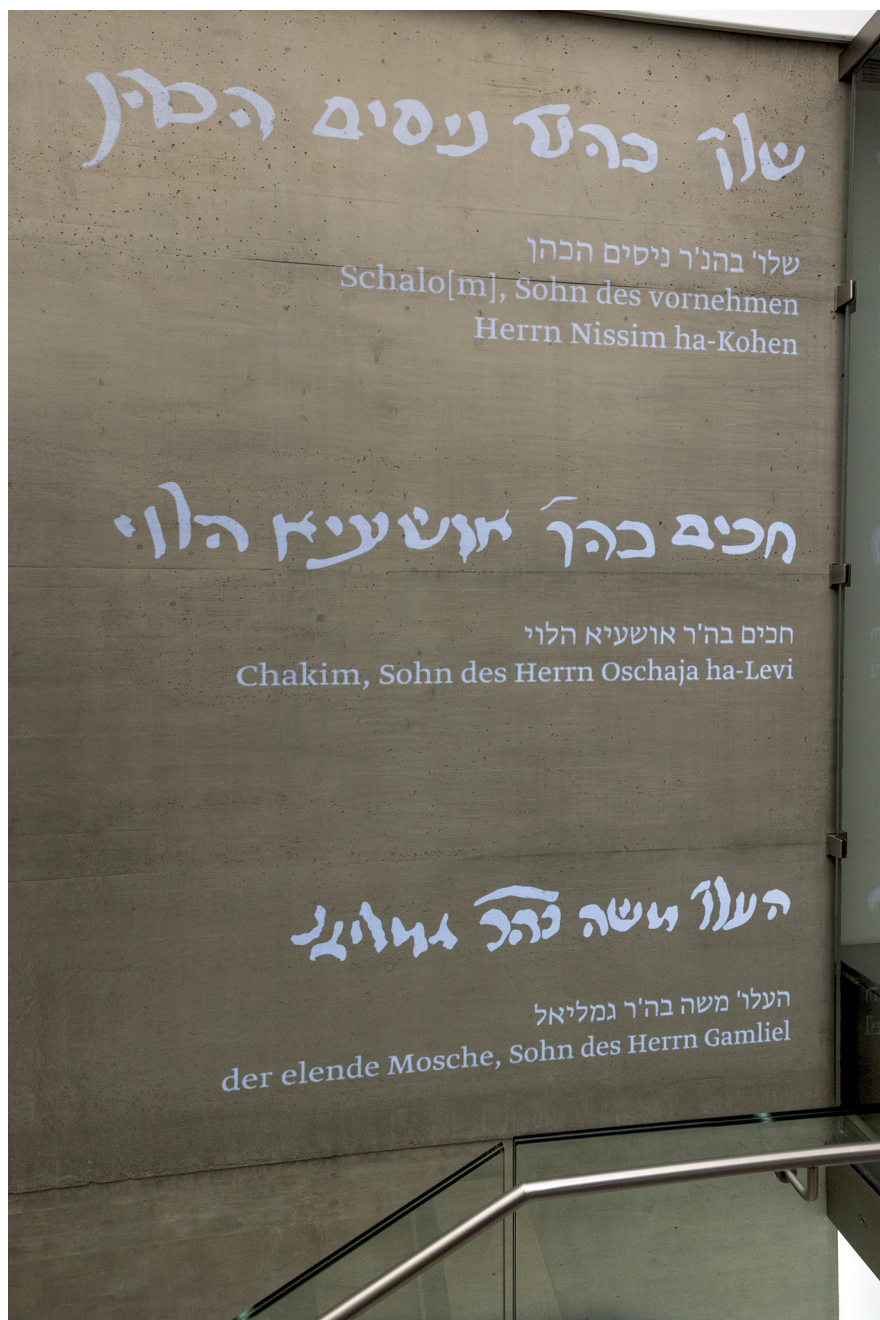 שלו' בהנ'ר ניסים הכהן
שלו' בהנ'ר ניסים הכהן
Schalo[m], Sohn des vornehmen
Herrn Nissim ha-Kohen
חכים בה'ר אושעיא הלוי
חכים בה'ר אושעיא הלוי
Chakim, Sohn des Herrn Oschaja ha-Levi
העלו' משה בה'ר גמליאל
העלו' משה בה'ר גמליאל
der elende Mosche, Sohn des Herrn Gamliel